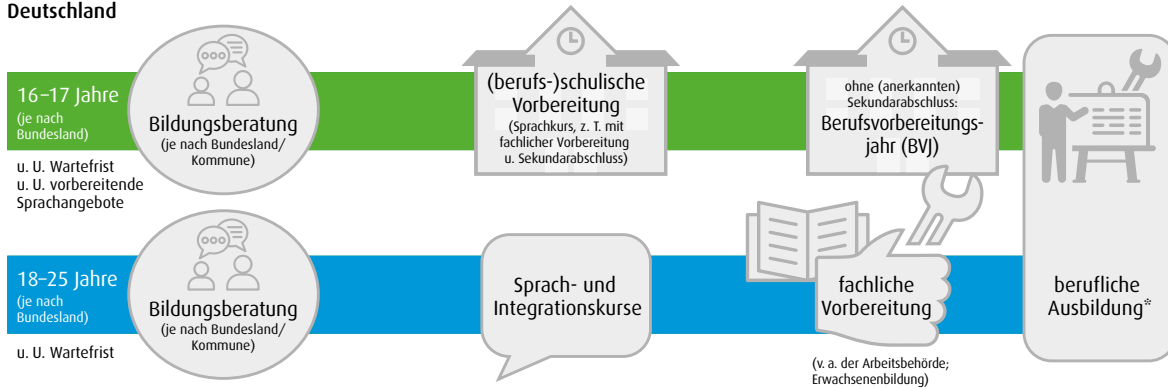 Deutschland
16–17 Jahre
(je nach
Bundesland)
u. U. Wartefrist
u. U. vorbereitende
Sprachangebote
Bildungsberatung
(je nach Bundesland/
Kommune)
(berufs-)schulische
Vorbereitung
(Sprachkurs, z. T. mit
fachlicher Vorbereitung
u. Sekundarabschluss)
ohne (anerkannten)
Sekundarabschluss:
Berufsvorbereitungs-
jahr (BVJ)
18–25 Jahre
(je nach
Bundesland)
u. U. Wartefrist
Bildungsberatung
(je nach Bundesland/
Kommune)
Sprach- und
Integrationskurse
fachliche
Vorbereitung
(v. a. der Arbeitsbehörde;
Erwachsenenbildung)
berufliche
Ausbildung*